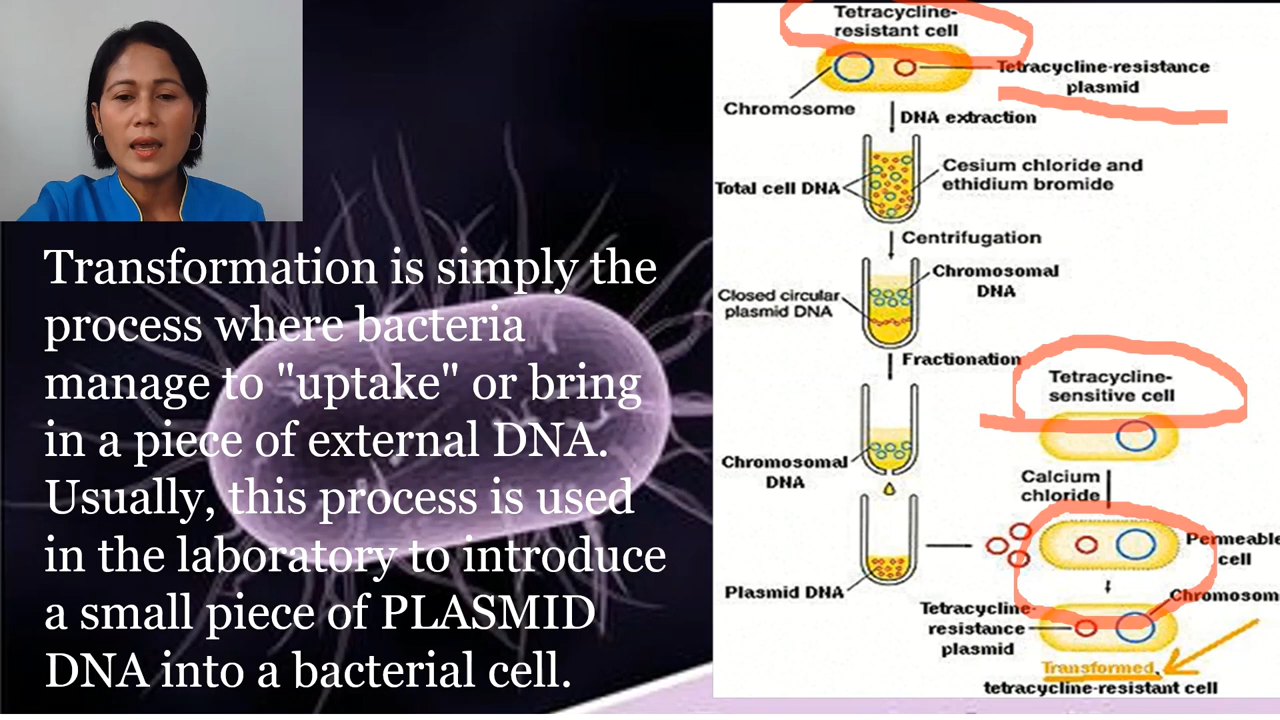 Transformation is simply the
process where bacteria
manage to "uptake" or bring
in a piece of external DNA.
Usually, this process is used
in the laboratory to introduce
a small piece of PLASMID
DNA into a bacterial cell.
Tetracycline-
resistant cell
Tetracycline-resistance
plasmid
Chromosome
DNA extraction
Total cell DNA
Cesium chloride and
ethidium bromide
Centrifugation
Chromosomal
DNA
Closed circular
plasmid DNA
Fractionation
Tetracycline-
sensitive cell
Chromosomal
DNA
Calcium
chloride
Permeable
cell
Plasmid DNA
Chromosom
Tetracycline-
resistance
plasmid
Transformed,
tetracycline-resistant cell